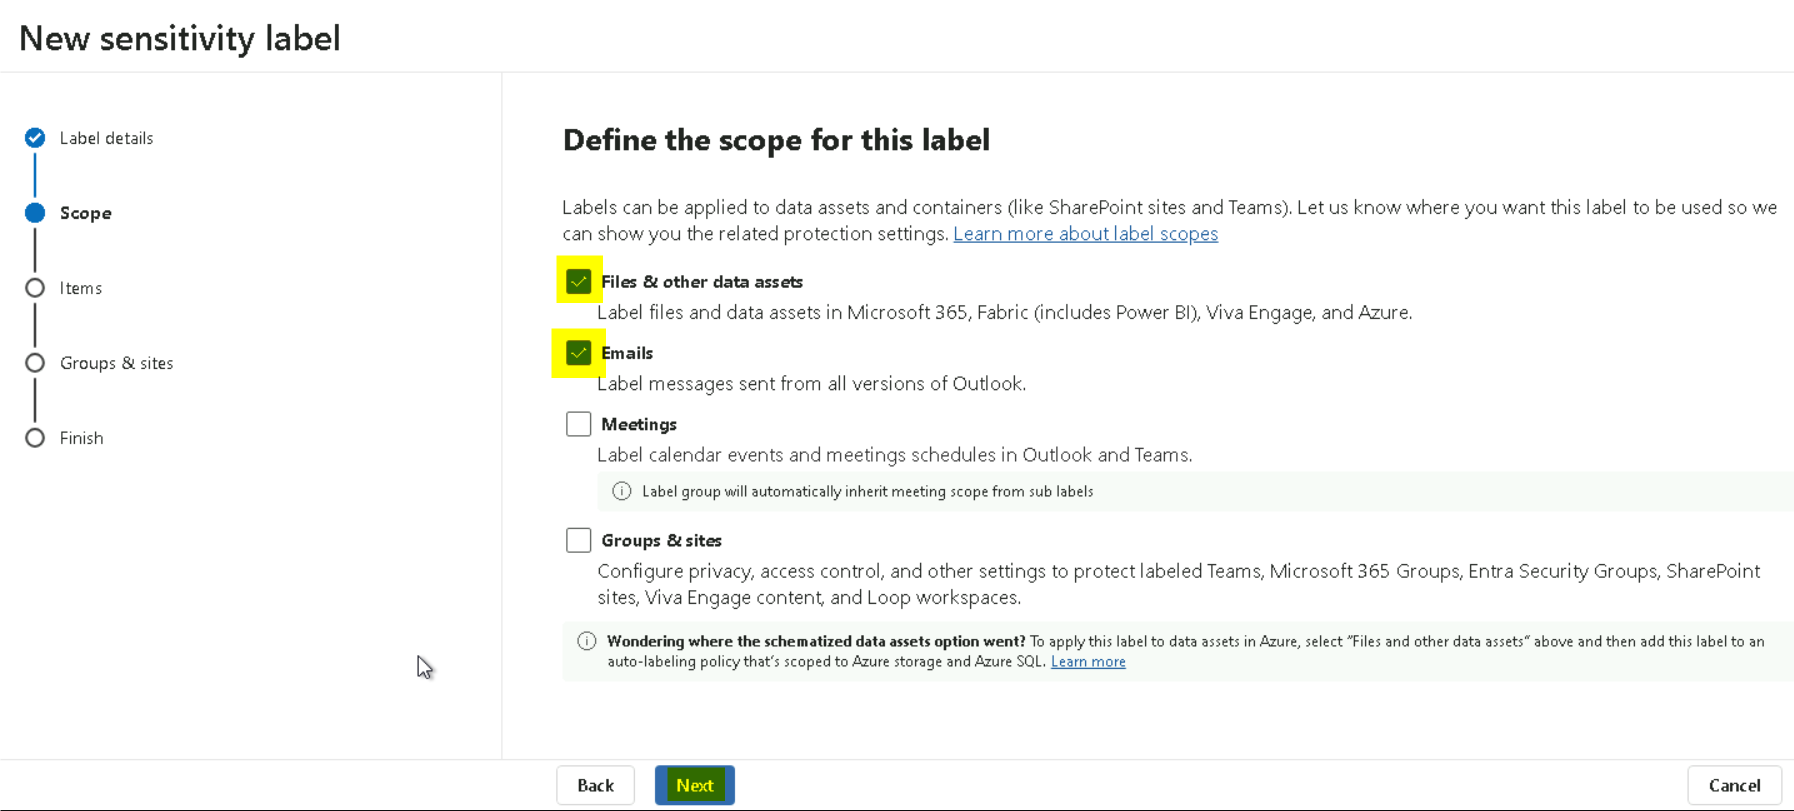 New sensitivity label
Label details
Scope
Items
Groups & sites
Finish
Define the scope for this label
Labels can be applied to data assets and containers (like SharePoint sites and Teams). Let us know where you want this label to be used so we
can show you the related protection settings. Learn more about label scopes
Files & other data assets
Label files and data assets in Microsoft 365, Fabric (includes Power BI), Viva Engage, and Azure.
Emails
Label messages sent from all versions of Outlook.
Meetings
Label calendar events and meetings schedules in Outlook and Teams.
Label group will automatically inherit meeting scope from sub labels
Groups & sites
Configure privacy, access control, and other settings to protect labeled Teams, Microsoft 365 Groups, Entra Security Groups, SharePoint
sites, Viva Engage content, and Loop workspaces.
Wondering where the schematized data assets option went? To apply this label to data assets in Azure, select “Files and other data assets” above and then add this label to an
auto-labeling policy that’s scoped to Azure storage and Azure SQL. Learn more
Back
Next
Cancel